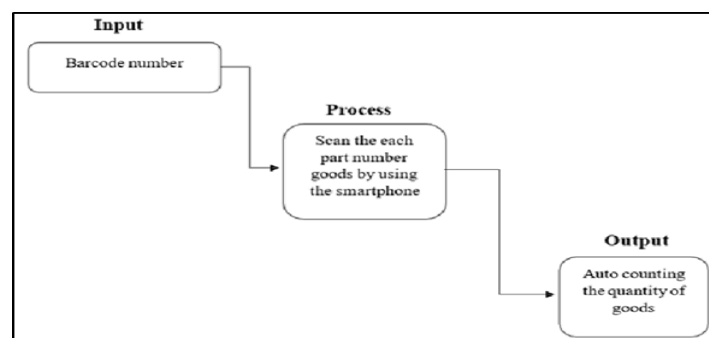 Input
Barcode number
Process
Scan the each
part number
goods by using
the smartphone
Output
Auto counting
the quantity of
goods